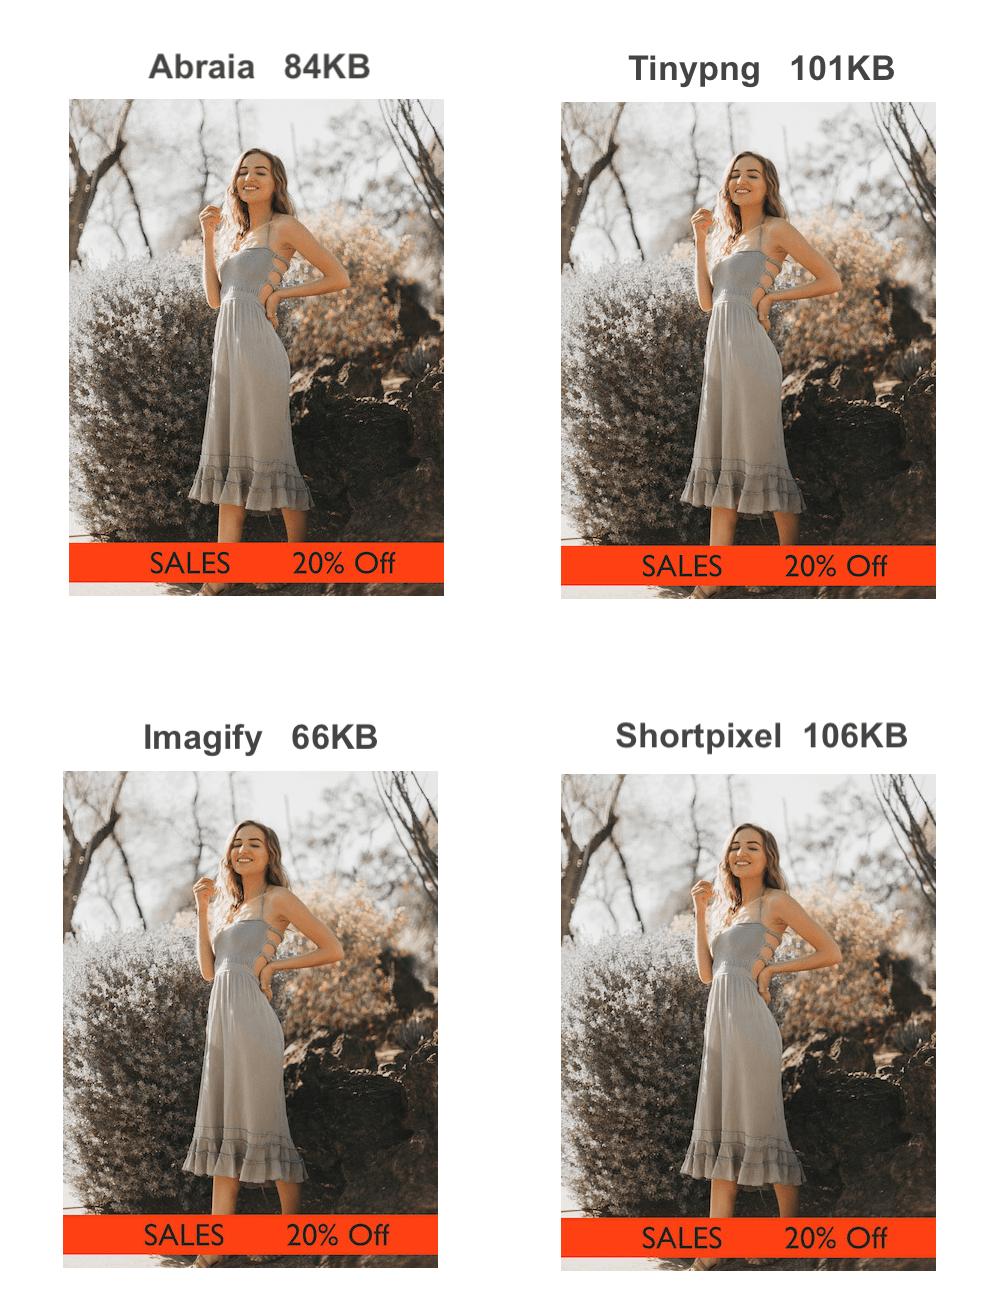 Abraia 84KB
Tinypng 101KB
SALES 20% Off
SALES 20% Off
Imagify 66KB
Shortpixel 106KB
SALES 20% Off
SALES 20% Off